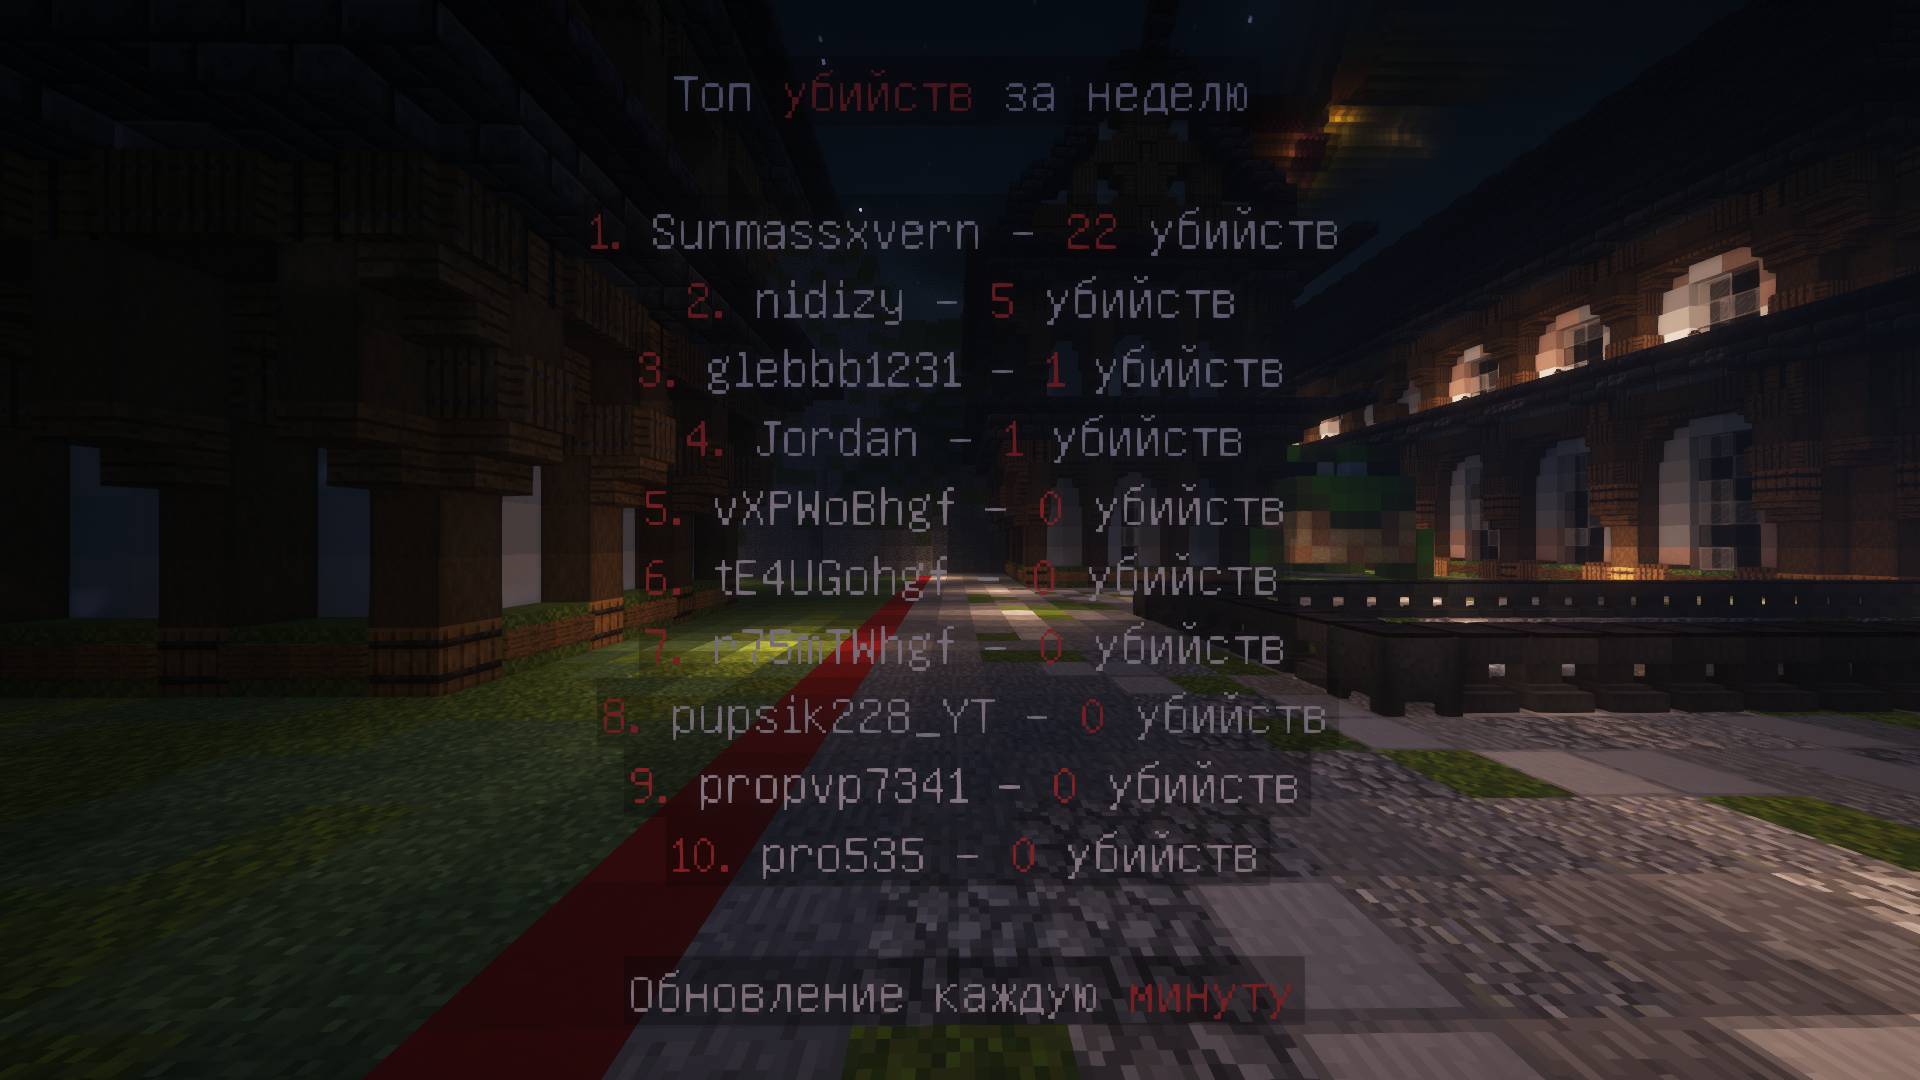 Топ убийств за неделю
1. Sunmassxvern - 22 убийств
2. nidizy - 5 убийств
3. glebbb1231 - 1 убийств
4. Jordan - 1 убийств
5. vXPWoBhgf - 0 убийств
6. tE4UGohgf - 0 убийств
7. r75mTWhgf - 0 убийств
8. pupsik228_YT - 0 убийств
9. propvp7341 - 0 убийств
10. pro535 - 0 убийств
Обновление каждую минуту